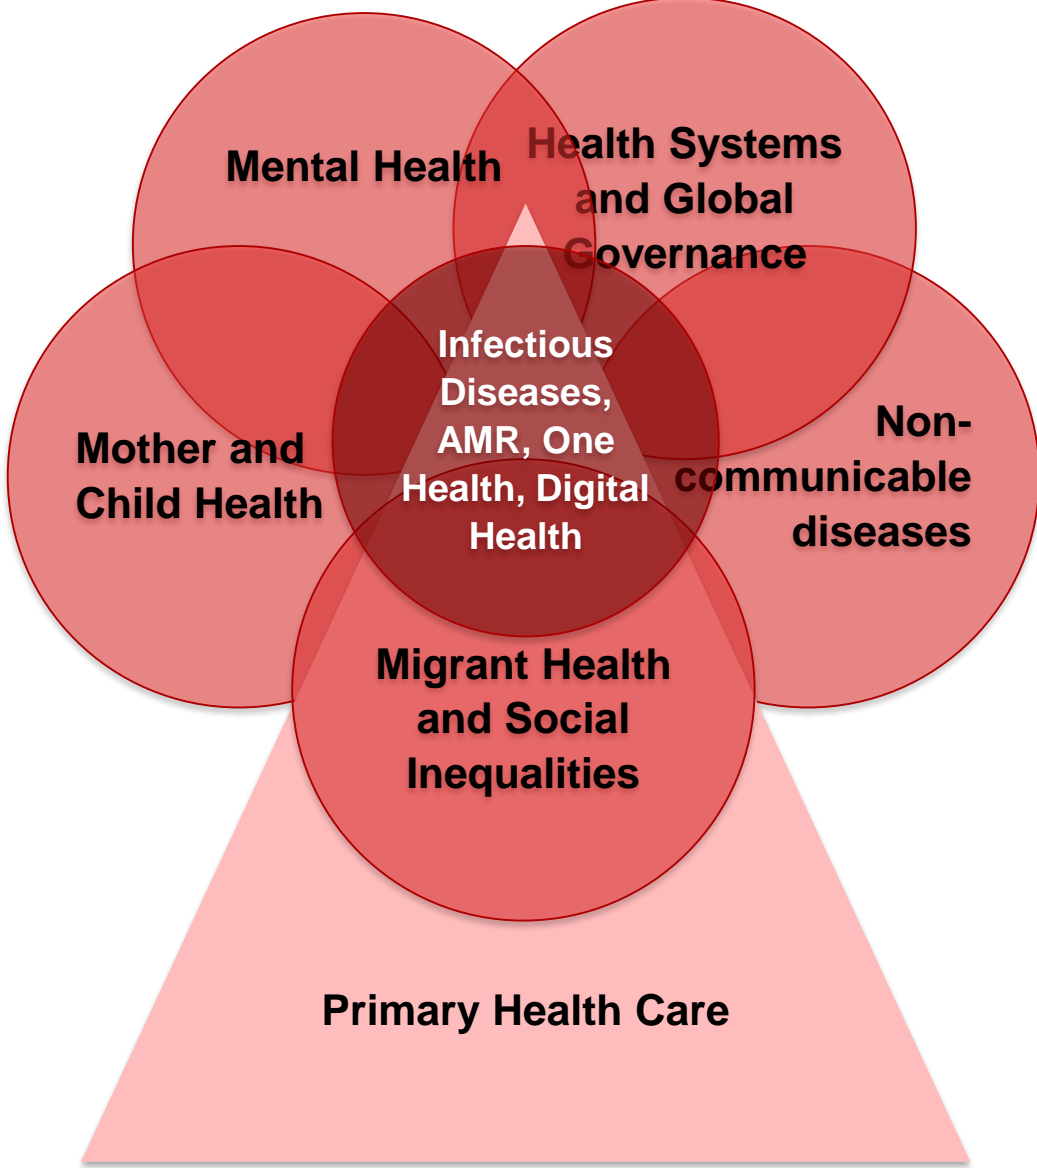 Mental Health
Health Systems
and Global
Governance
Infectious
Diseases,
AMR, One
Health, Digital
Health
Mother and
Child Health
Non-
communicable
diseases
Migrant Health
and Social
Inequalities
Primary Health Care